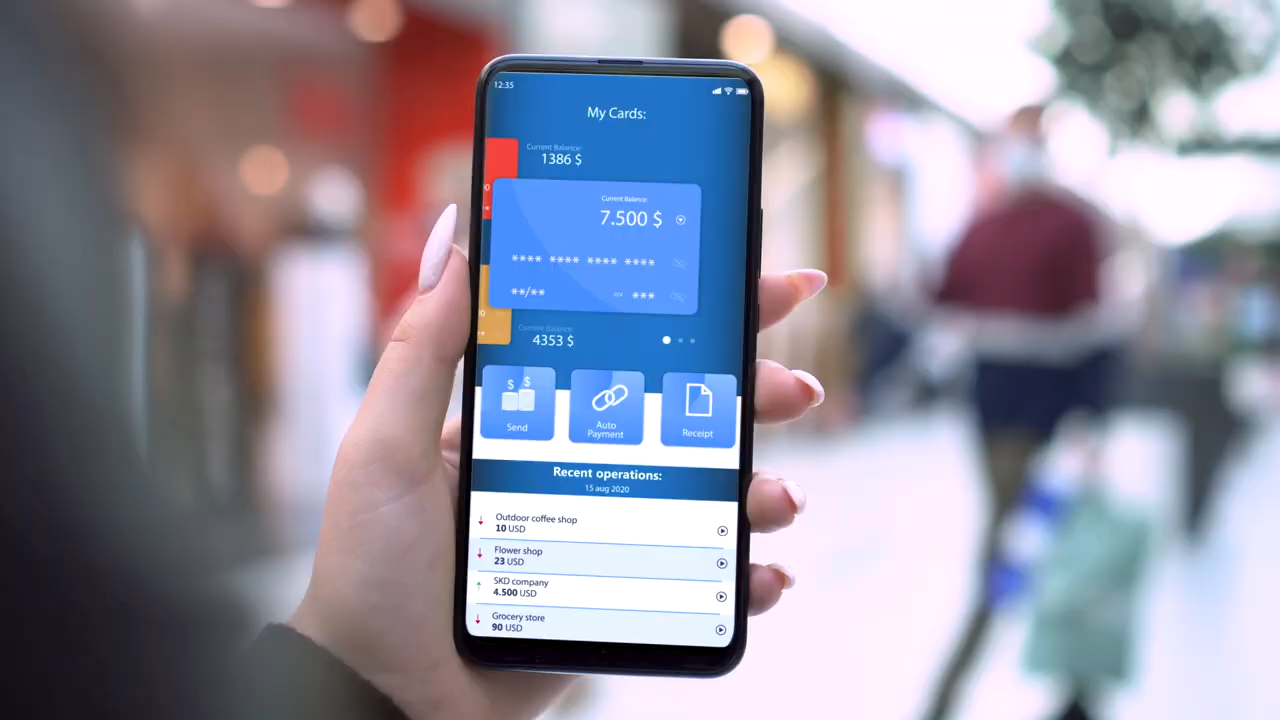 12:35
My Cards:
Current Balance:
1386 $
Current Balance:
7.500 $
**** **** **** ****
**/** ***
Current Balance:
4353 $
Send
Auto
Payment
Receipt
Recent operations:
15 aug 2020
Outdoor coffee shop
10 USD
Flower shop
23 USD
SKD company
4.500 USD
Grocery store
90 USD